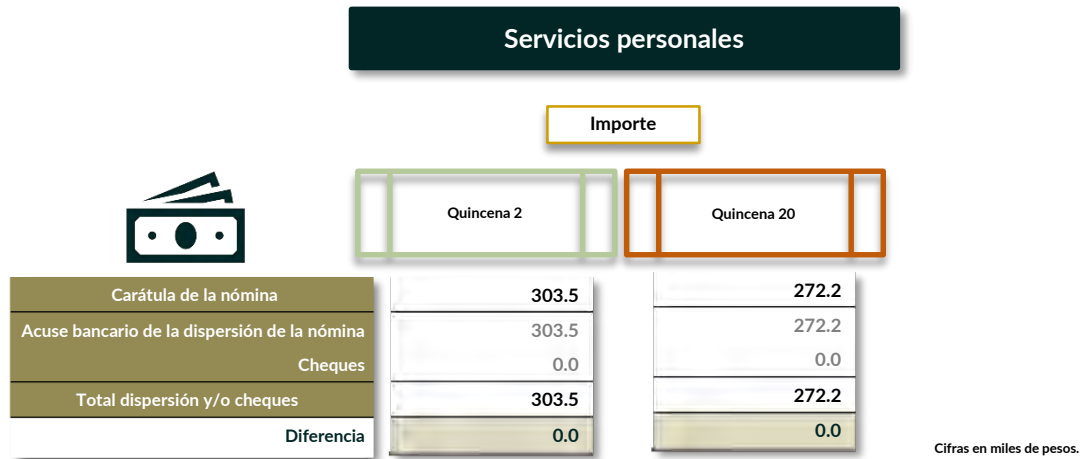 Servicios personales
Importe
Quincena 2 Quincena 20
Carátula de la nómina 303.5 272.2
Acuse bancario de la dispersión de la nómina 303.5 272.2
Cheques 0.0 0.0
Total dispersión y/o cheques 303.5 272.2
Diferencia 0.0 0.0
Cifras en miles de pesos.